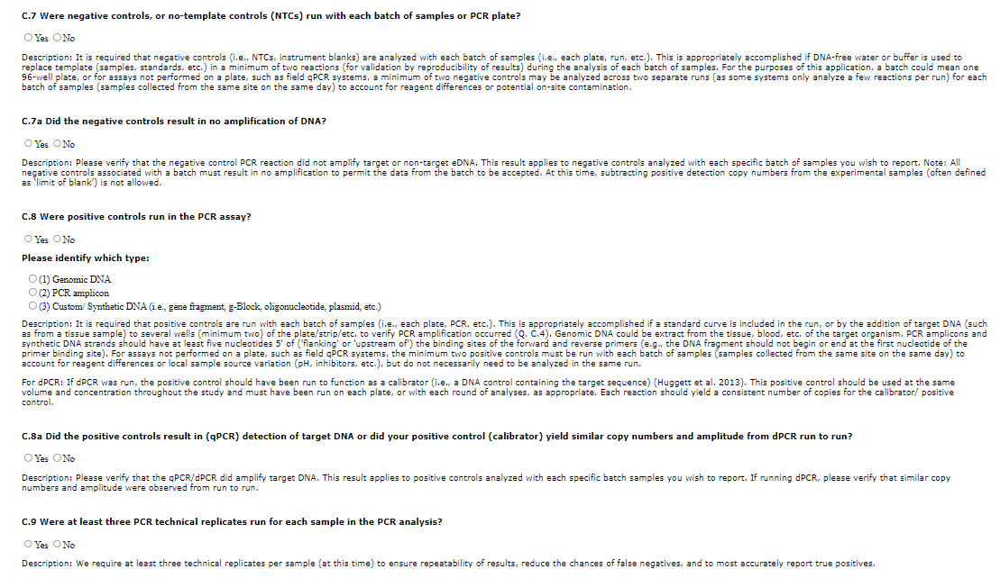 C.7 Were negative controls, or no-template controls (NTCs) run with each batch of samples or PCR plate?
Yes No
Description: It is required that negative controls (i.e., NTCs, instrument blanks) are analyzed with each batch of samples (i.e., each plate, run, etc.). This is appropriately accomplished if DNA-free water or buffer is used to
replace template (samples, standards, etc.) in a minimum of two reactions (for validation by reproducibility of results) during the analysis of each batch of samples. For the purposes of this application, a batch could mean one
96-well plate, or for assays not performed on a plate, such as field qPCR systems, a minimum of two negative controls may be analyzed across two separate runs (as some systems only analyze a few reactions per run) for each
batch of samples (samples collected from the same site on the same day) to account for reagent differences or potential on-site contamination.
C.7a Did the negative controls result in no amplification of DNA?
Yes No
Description: Please verify that the negative control PCR reaction did not amplify target or non-target eDNA. This result applies to negative controls analyzed with each specific batch of samples you wish to report. Note: All
negative controls associated with a batch must result in no amplification to permit the data from the batch to be accepted. At this time, subtracting positive detection copy numbers from the experimental samples (often defined
as 'limit of blank') is not allowed.
C.8 Were positive controls run in the PCR assay?
Yes No
Please identify which type:
(1) Genomic DNA
(2) PCR amplicon
(3) Custom/ Synthetic DNA (i.e., gene fragment, g-Block, oligonucleotide, plasmid, etc.)
Description: It is required that positive controls are run with each batch of samples (i.e., each plate, PCR, etc.). This is appropriately accomplished if a standard curve is included in the run, or by the addition of target DNA (such
as from a tissue sample) to several wells (minimum two) of the plate/strip/etc. to verify PCR amplification occurred (Q. C.4). Genomic DNA could be extract from the tissue, blood, etc. of the target organism. PCR amplicons and
synthetic DNA strands should have at least five nucleotides 5' of ('flanking' or 'upstream of') the binding sites of the forward and reverse primers (e.g., the DNA fragment should not begin or end at the first nucleotide of the
primer binding site). For assays not performed on a plate, such as field qPCR systems, the minimum two positive controls must be run with each batch of samples (samples collected from the same site on the same day) to
account for reagent differences or local sample source variation (pH, inhibitors, etc.), but do not necessarily need to be analyzed in the same run.
For dPCR: If dPCR was run, the positive control should have been run to function as a calibrator (i.e., a DNA control containing the target sequence) (Huggett et al. 2013). This positive control should be used at the same
volume and concentration throughout the study and must have been run on each plate, or with each round of analyses, as appropriate. Each reaction should yield a consistent number of copies for the calibrator/ positive
control.
C.8a Did the positive controls result in (qPCR) detection of target DNA or did your positive control (calibrator) yield similar copy numbers and amplitude from dPCR run to run?
Yes No
Description: Please verify that the qPCR/dPCR did amplify target DNA. This result applies to positive controls analyzed with each specific batch samples you wish to report. If running dPCR, please verify that similar copy
numbers and amplitude were observed from run to run.
C.9 Were at least three PCR technical replicates run for each sample in the PCR analysis?
Yes No
Description: We require at least three technical replicates per sample (at this time) to ensure repeatability of results, reduce the chances of false negatives, and to most accurately report true positives.